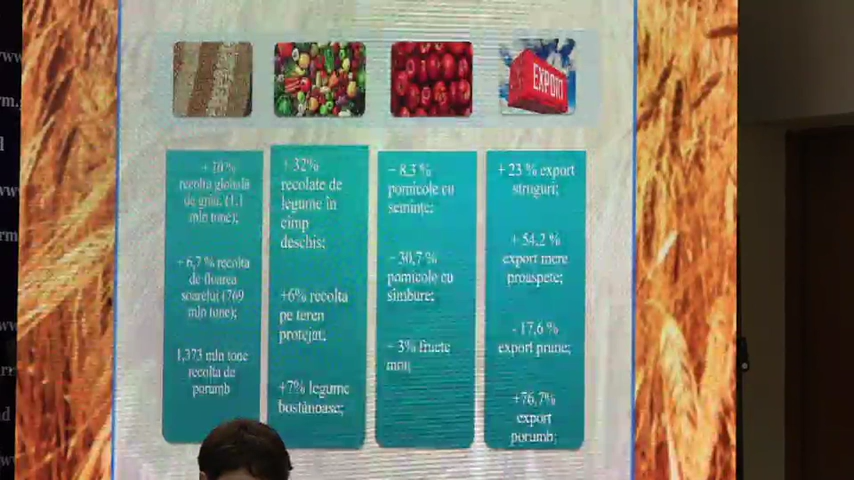 EXPORT
+ 10 %
recolta globală
de grâu, (1.1
mln tone);
+ 6,7 % recolta
de floarea
soarelui (769
mln tone);
1,373 mln tone
recolta de
porumb
+ 32%
recolate de
legume în
cîmp
deschis;
+6% recolta
pe teren
protejat;
+7% legume
bostănoase;
– 8.3 %
pomicole cu
semințe;
– 30,7%
pomicole cu
sîmbure;
– 3% fructe
moi;
+ 23 % export
struguri;
+ 54,2 %
export mere
proaspete;
- 17,6 %
export prune;
+76,7%
export
porumb;